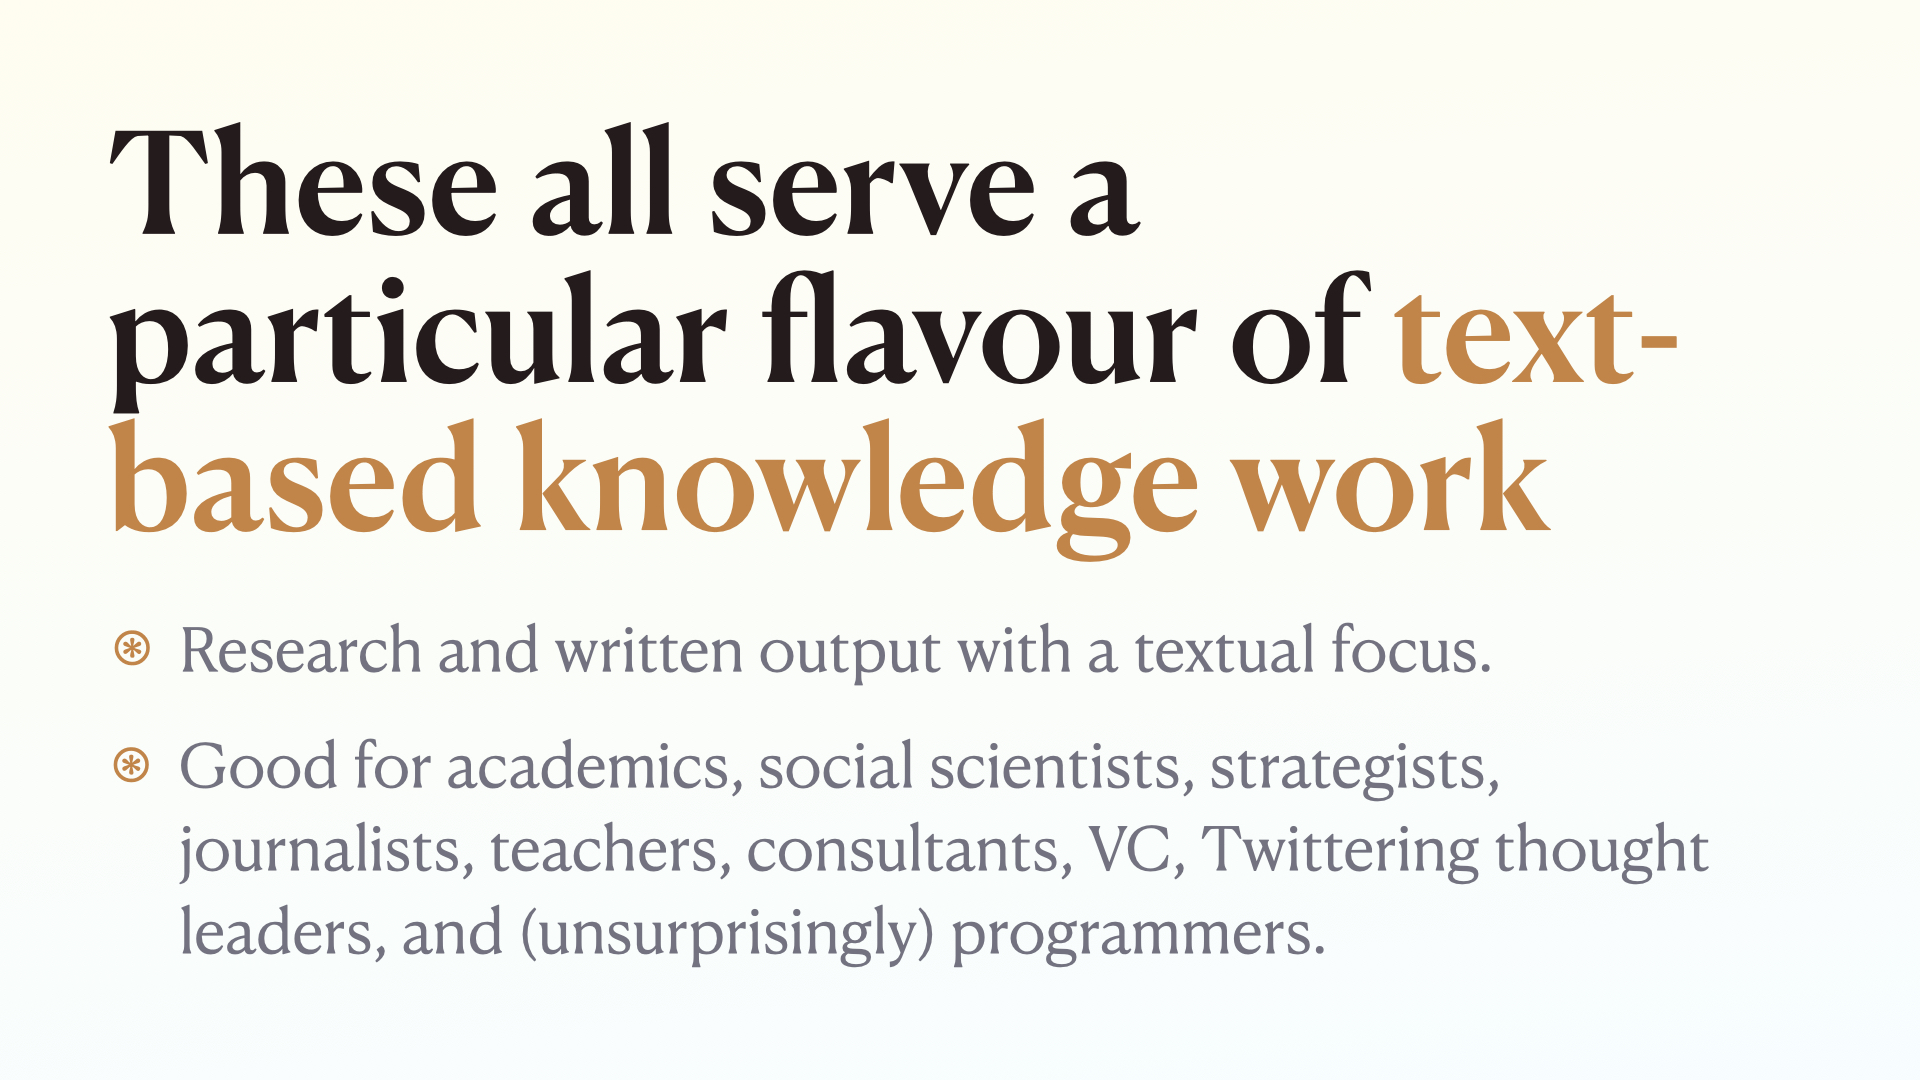 These all serve a
particular flavour of text-
based knowledge work
⊛ Research and written output with a textual focus.
⊛ Good for academics, social scientists, strategists,
journalists, teachers, consultants, VC, Twittering thought
leaders, and (unsurprisingly) programmers.